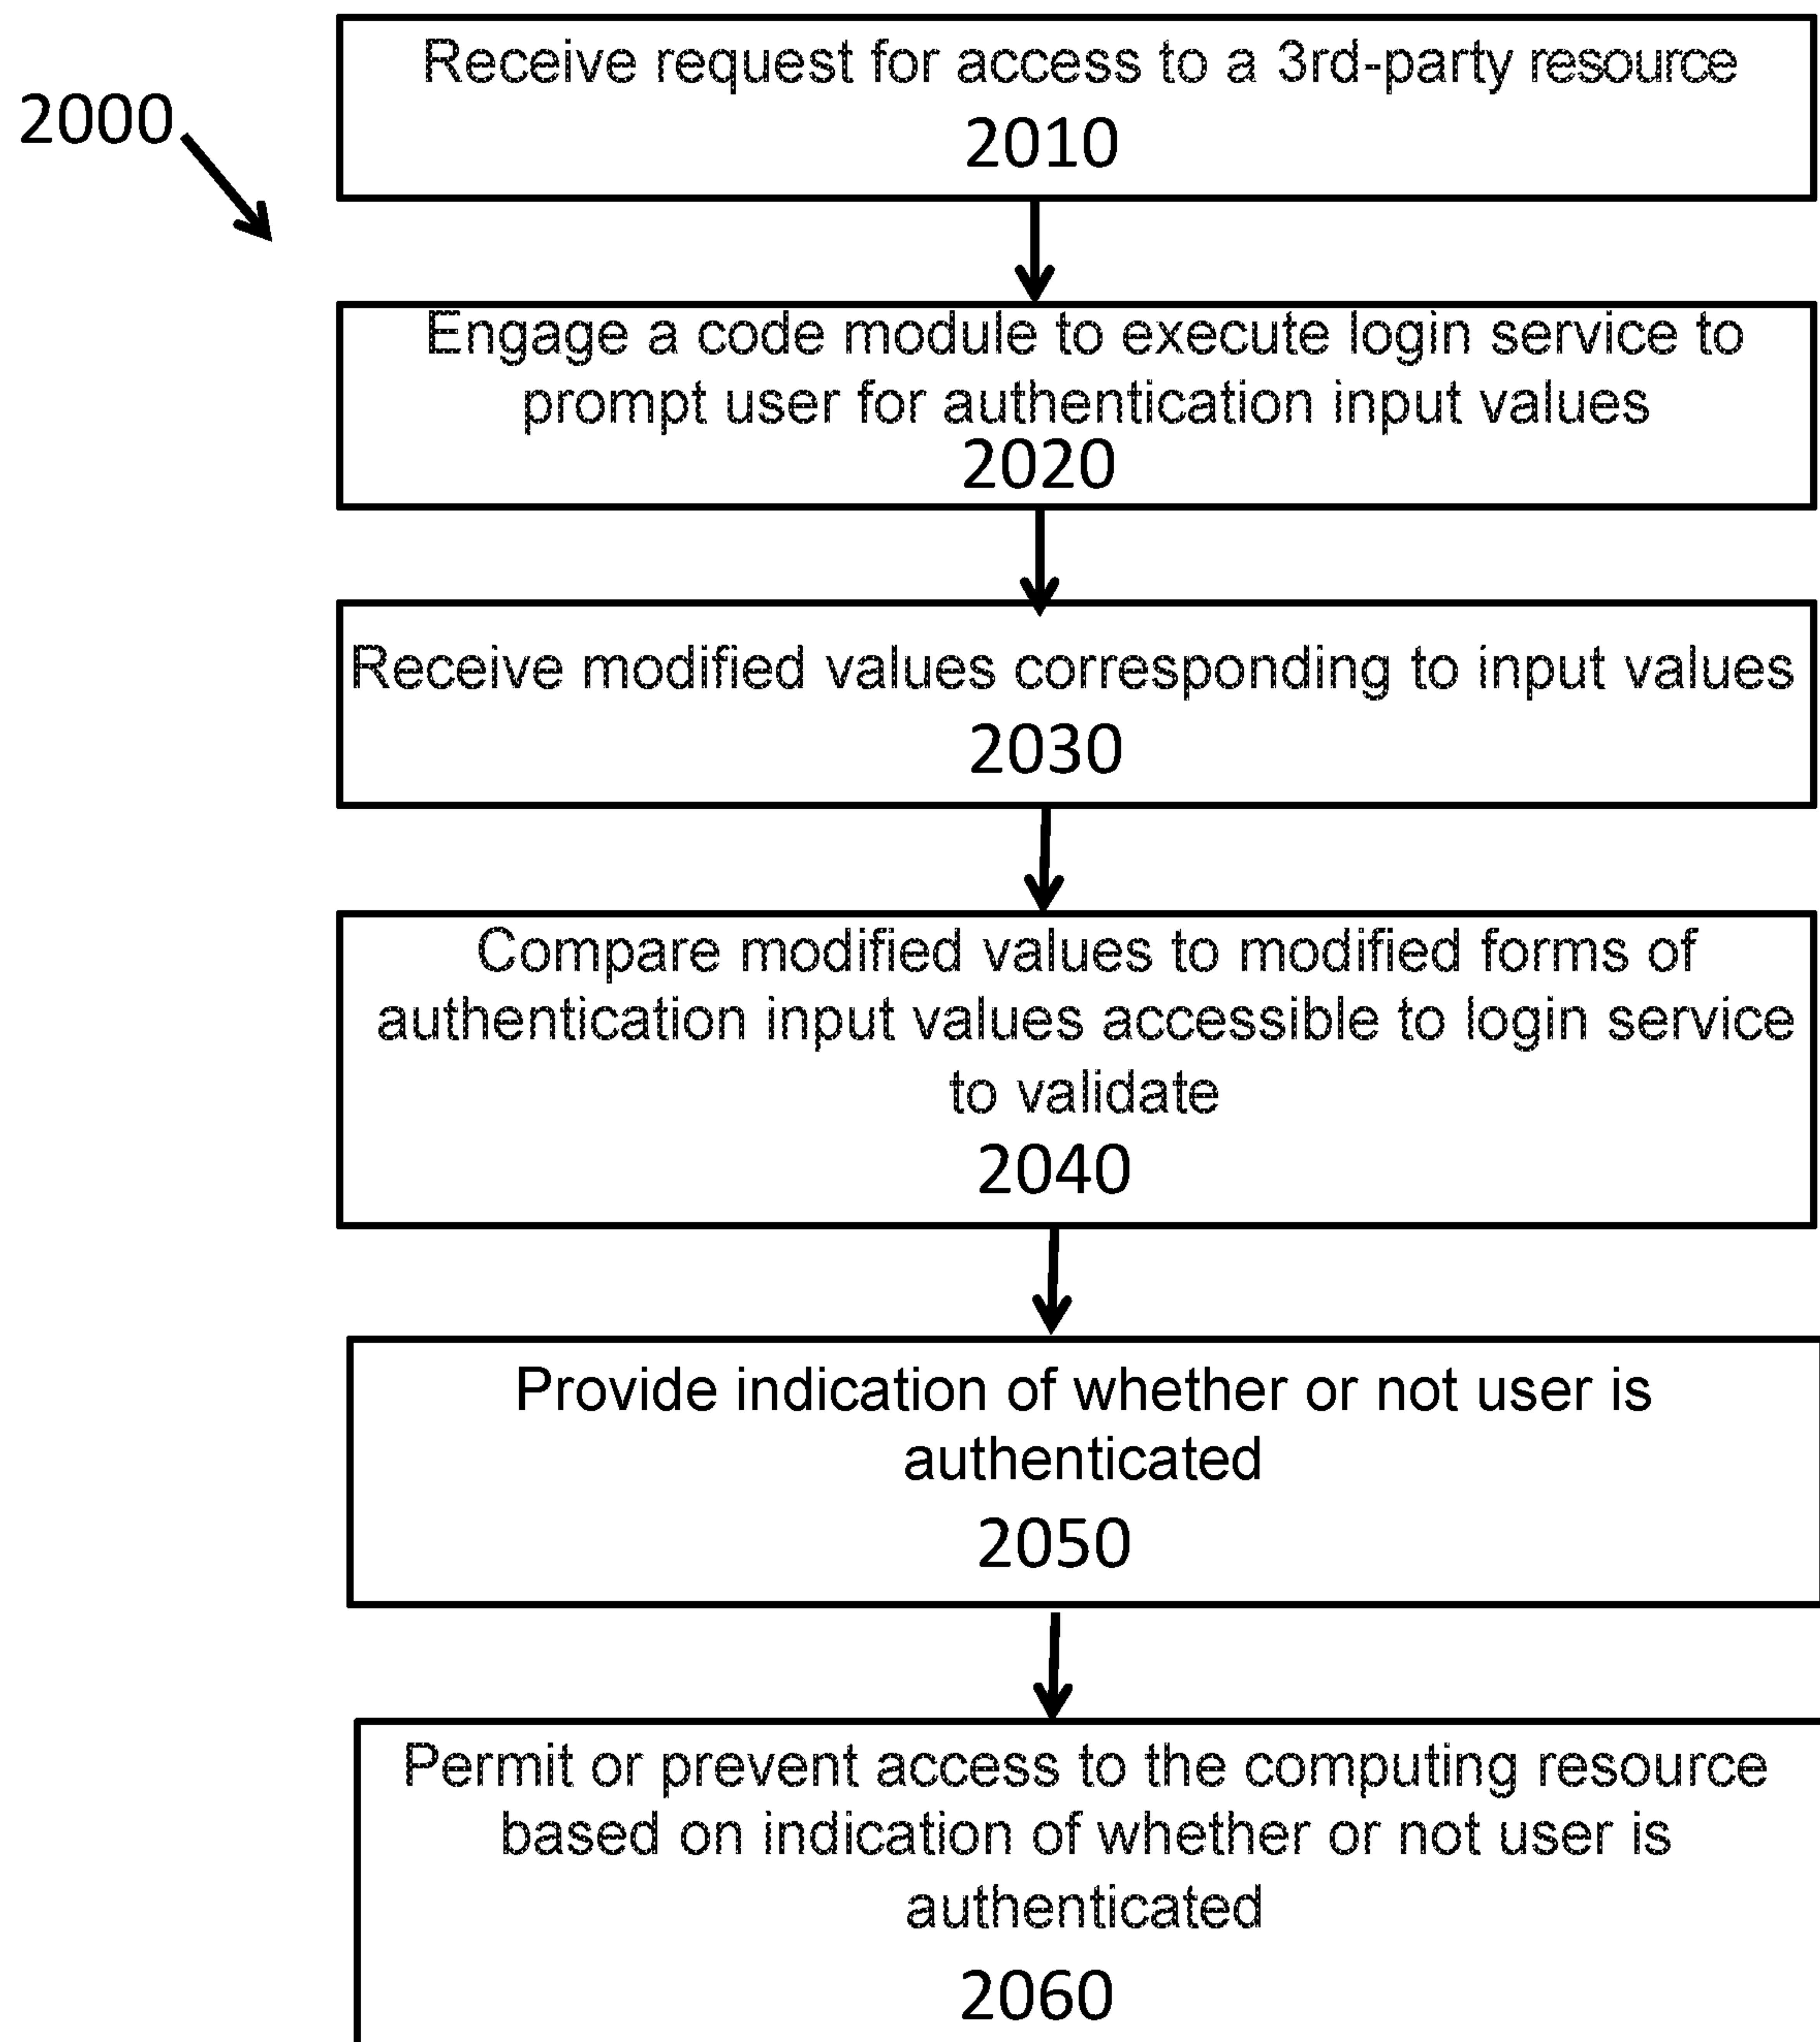 Receive request for access to a 3rd-party resource
2000
2010
Engage a code module to execute login service to
prompt user for authentication input values
2020
Receive modified values corresponding to input values
2030
Compare modified values to modified forms of
authentication input values accessible to login service
to validate
2040
Provide indication of whether or not user is
authenticated
2050
Permit or prevent access to the computing resource
based on indication of whether or not user is
authenticated
2060